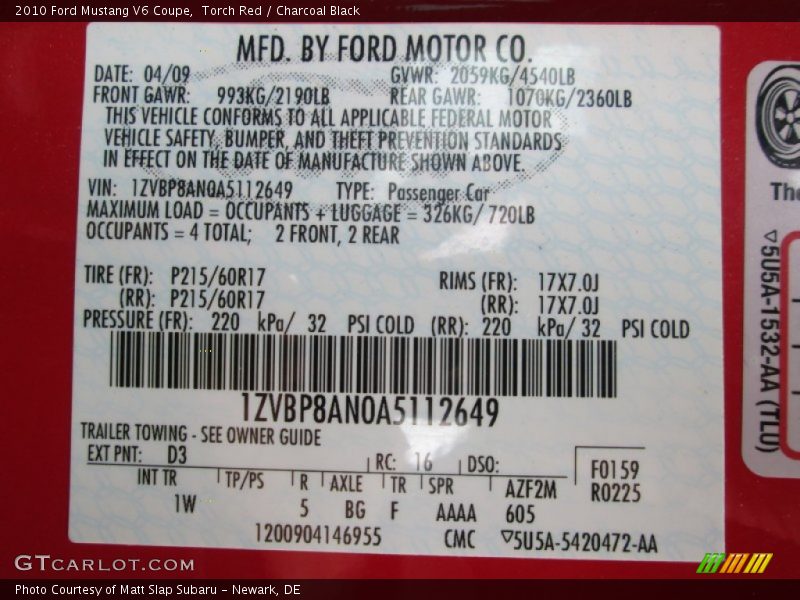 2010 Ford Mustang V6 Coupe,  Torch Red / Charcoal Black
MFD. BY FORD MOTOR CO.
DATE: 04/09 GVWR: 2059KG/4540LB
FRONT GAWR: 993KG/2190LB REAR GAWR: 1070KG/2360LB
THIS VEHICLE CONFORMS TO ALL APPLICABLE FEDERAL MOTOR
VEHICLE SAFETY, BUMPER, AND THEFT PREVENTION STANDARDS
IN EFFECT ON THE DATE OF MANUFACTURE SHOWN ABOVE.
VIN: 1ZVBP8AN0A5112649 TYPE: Passenger Car
MAXIMUM LOAD = OCCUPANTS + LUGGAGE = 326KG/ 720LB
OCCUPANTS = 4 TOTAL; 2 FRONT, 2 REAR
TIRE (FR): P215/60R17 RIMS (FR): 17X7.0J
(RR): P215/60R17 (RR): 17X7.0J
PRESSURE (FR): 220 kPa/ 32 PSI COLD (RR): 220 kPa/ 32 PSI COLD
1ZVBP8AN0A5112649
TRAILER TOWING - SEE OWNER GUIDE
EXT PNT: D3 RC: 16 DSO: F0159
INT TR TP/PS R AXLE TR SPR AZF2M R0225
1W 5 BG F AAAA 605
1200904146955 CMC ▽5U5A-5420472-AA
The
▽5U5A-1532-AA (TLU)
GTCARLOT.COM
Photo Courtesy of Matt Slap Subaru – Newark, DE